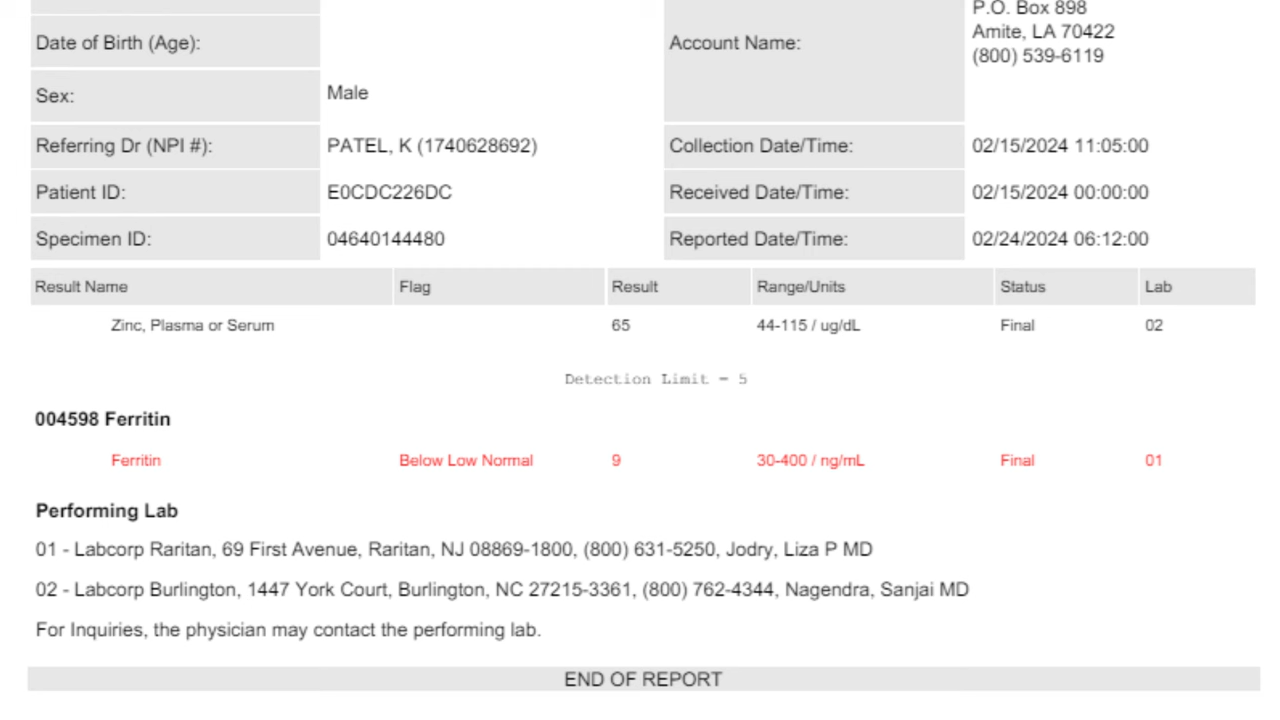 P.O. Box 898
Date of Birth (Age): Account Name: Amite, LA 70422
(800) 539-6119
Sex: Male
Referring Dr (NPI #): PATEL, K (1740628692) Collection Date/Time: 02/15/2024 11:05:00
Patient ID: E0CDC226DC Received Date/Time: 02/15/2024 00:00:00
Specimen ID: 04640144480 Reported Date/Time: 02/24/2024 06:12:00
Result Name Flag Result Range/Units Status Lab
Zinc, Plasma or Serum 65 44-115 / ug/dL Final 02
Detection Limit = 5
004598 Ferritin
Ferritin Below Low Normal 9 30-400 / ng/mL Final 01
Performing Lab
01 - Labcorp Raritan, 69 First Avenue, Raritan, NJ 08869-1800, (800) 631-5250, Jodry, Liza P MD
02 - Labcorp Burlington, 1447 York Court, Burlington, NC 27215-3361, (800) 762-4344, Nagendra, Sanjai MD
For Inquiries, the physician may contact the performing lab.
END OF REPORT